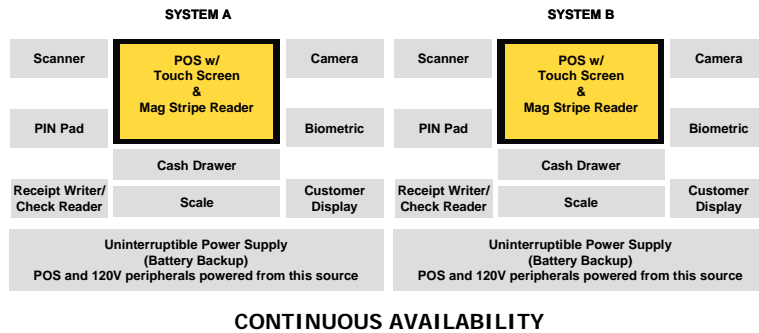 SYSTEM A
SYSTEM B
Scanner
POS w/
Touch Screen
&
Mag Stripe Reader
Camera
PIN Pad
Biometric
Cash Drawer
Receipt Writer/
Check Reader
Scale
Customer
Display
Uninterruptible Power Supply
(Battery Backup)
POS and 120V peripherals powered from this source
Scanner
POS w/
Touch Screen
&
Mag Stripe Reader
Camera
PIN Pad
Biometric
Cash Drawer
Receipt Writer/
Check Reader
Scale
Customer
Display
Uninterruptible Power Supply
(Battery Backup)
POS and 120V peripherals powered from this source
CONTINUOUS AVAILABILITY